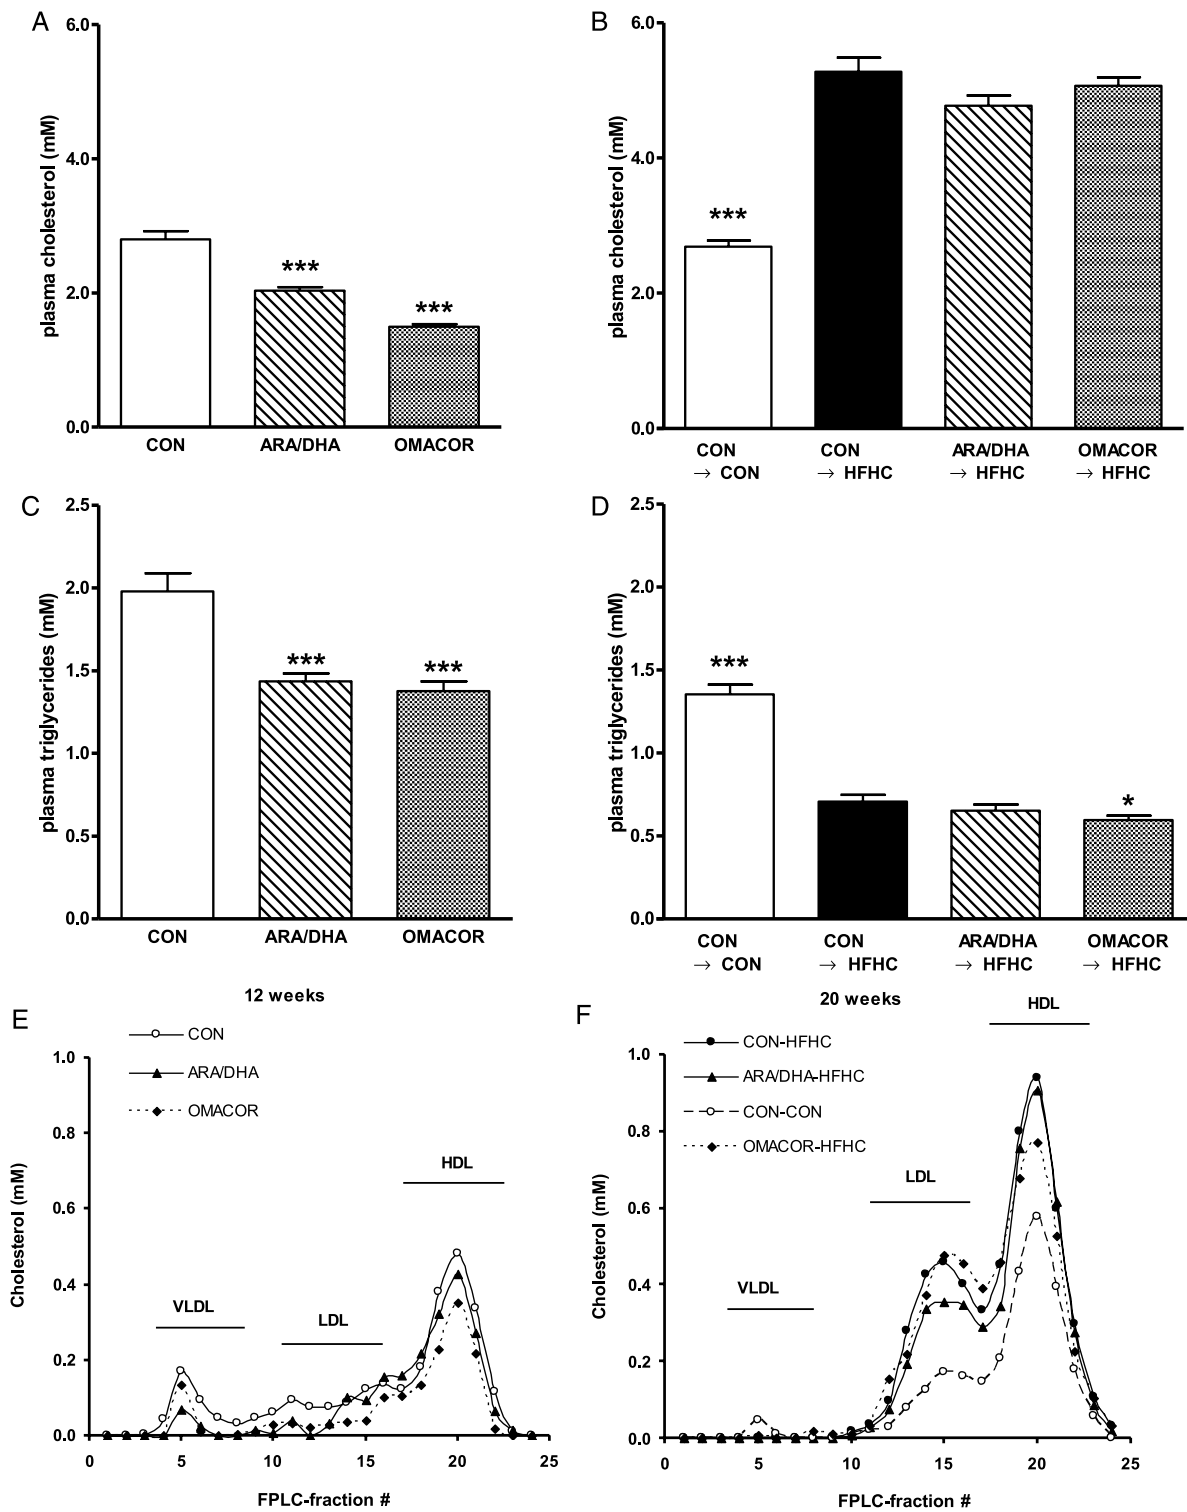 A
6.0
4.0
2.0
0.0
plasma cholesterol (mM)
***
***
CON ARA/DHA OMACOR
B
6.0
4.0
2.0
0.0
plasma cholesterol (mM)
***
CON CON ARA/DHA OMACOR
→ CON → HFHC → HFHC → HFHC
C
2.5
2.0
1.5
1.0
0.5
0.0
plasma triglycerides (mM)
*** ***
CON ARA/DHA OMACOR
12 weeks
D
2.5
2.0
1.5
1.0
0.5
0.0
plasma triglycerides (mM)
***
*
CON CON ARA/DHA OMACOR
→ CON → HFHC → HFHC → HFHC
20 weeks
E
CON
ARA/DHA
OMACOR
1.0
0.8
0.6
0.4
0.2
0.0
Cholesterol (mM)
HDL
VLDL
LDL
0 5 10 15 20 25
FPLC-fraction #
F
HDL
CON-HFHC
ARA/DHA-HFHC
CON-CON
OMACOR-HFHC
1.0
0.8
0.6
0.4
0.2
0.0
Cholesterol (mM)
LDL
VLDL
0 5 10 15 20 25
FPLC-fraction #